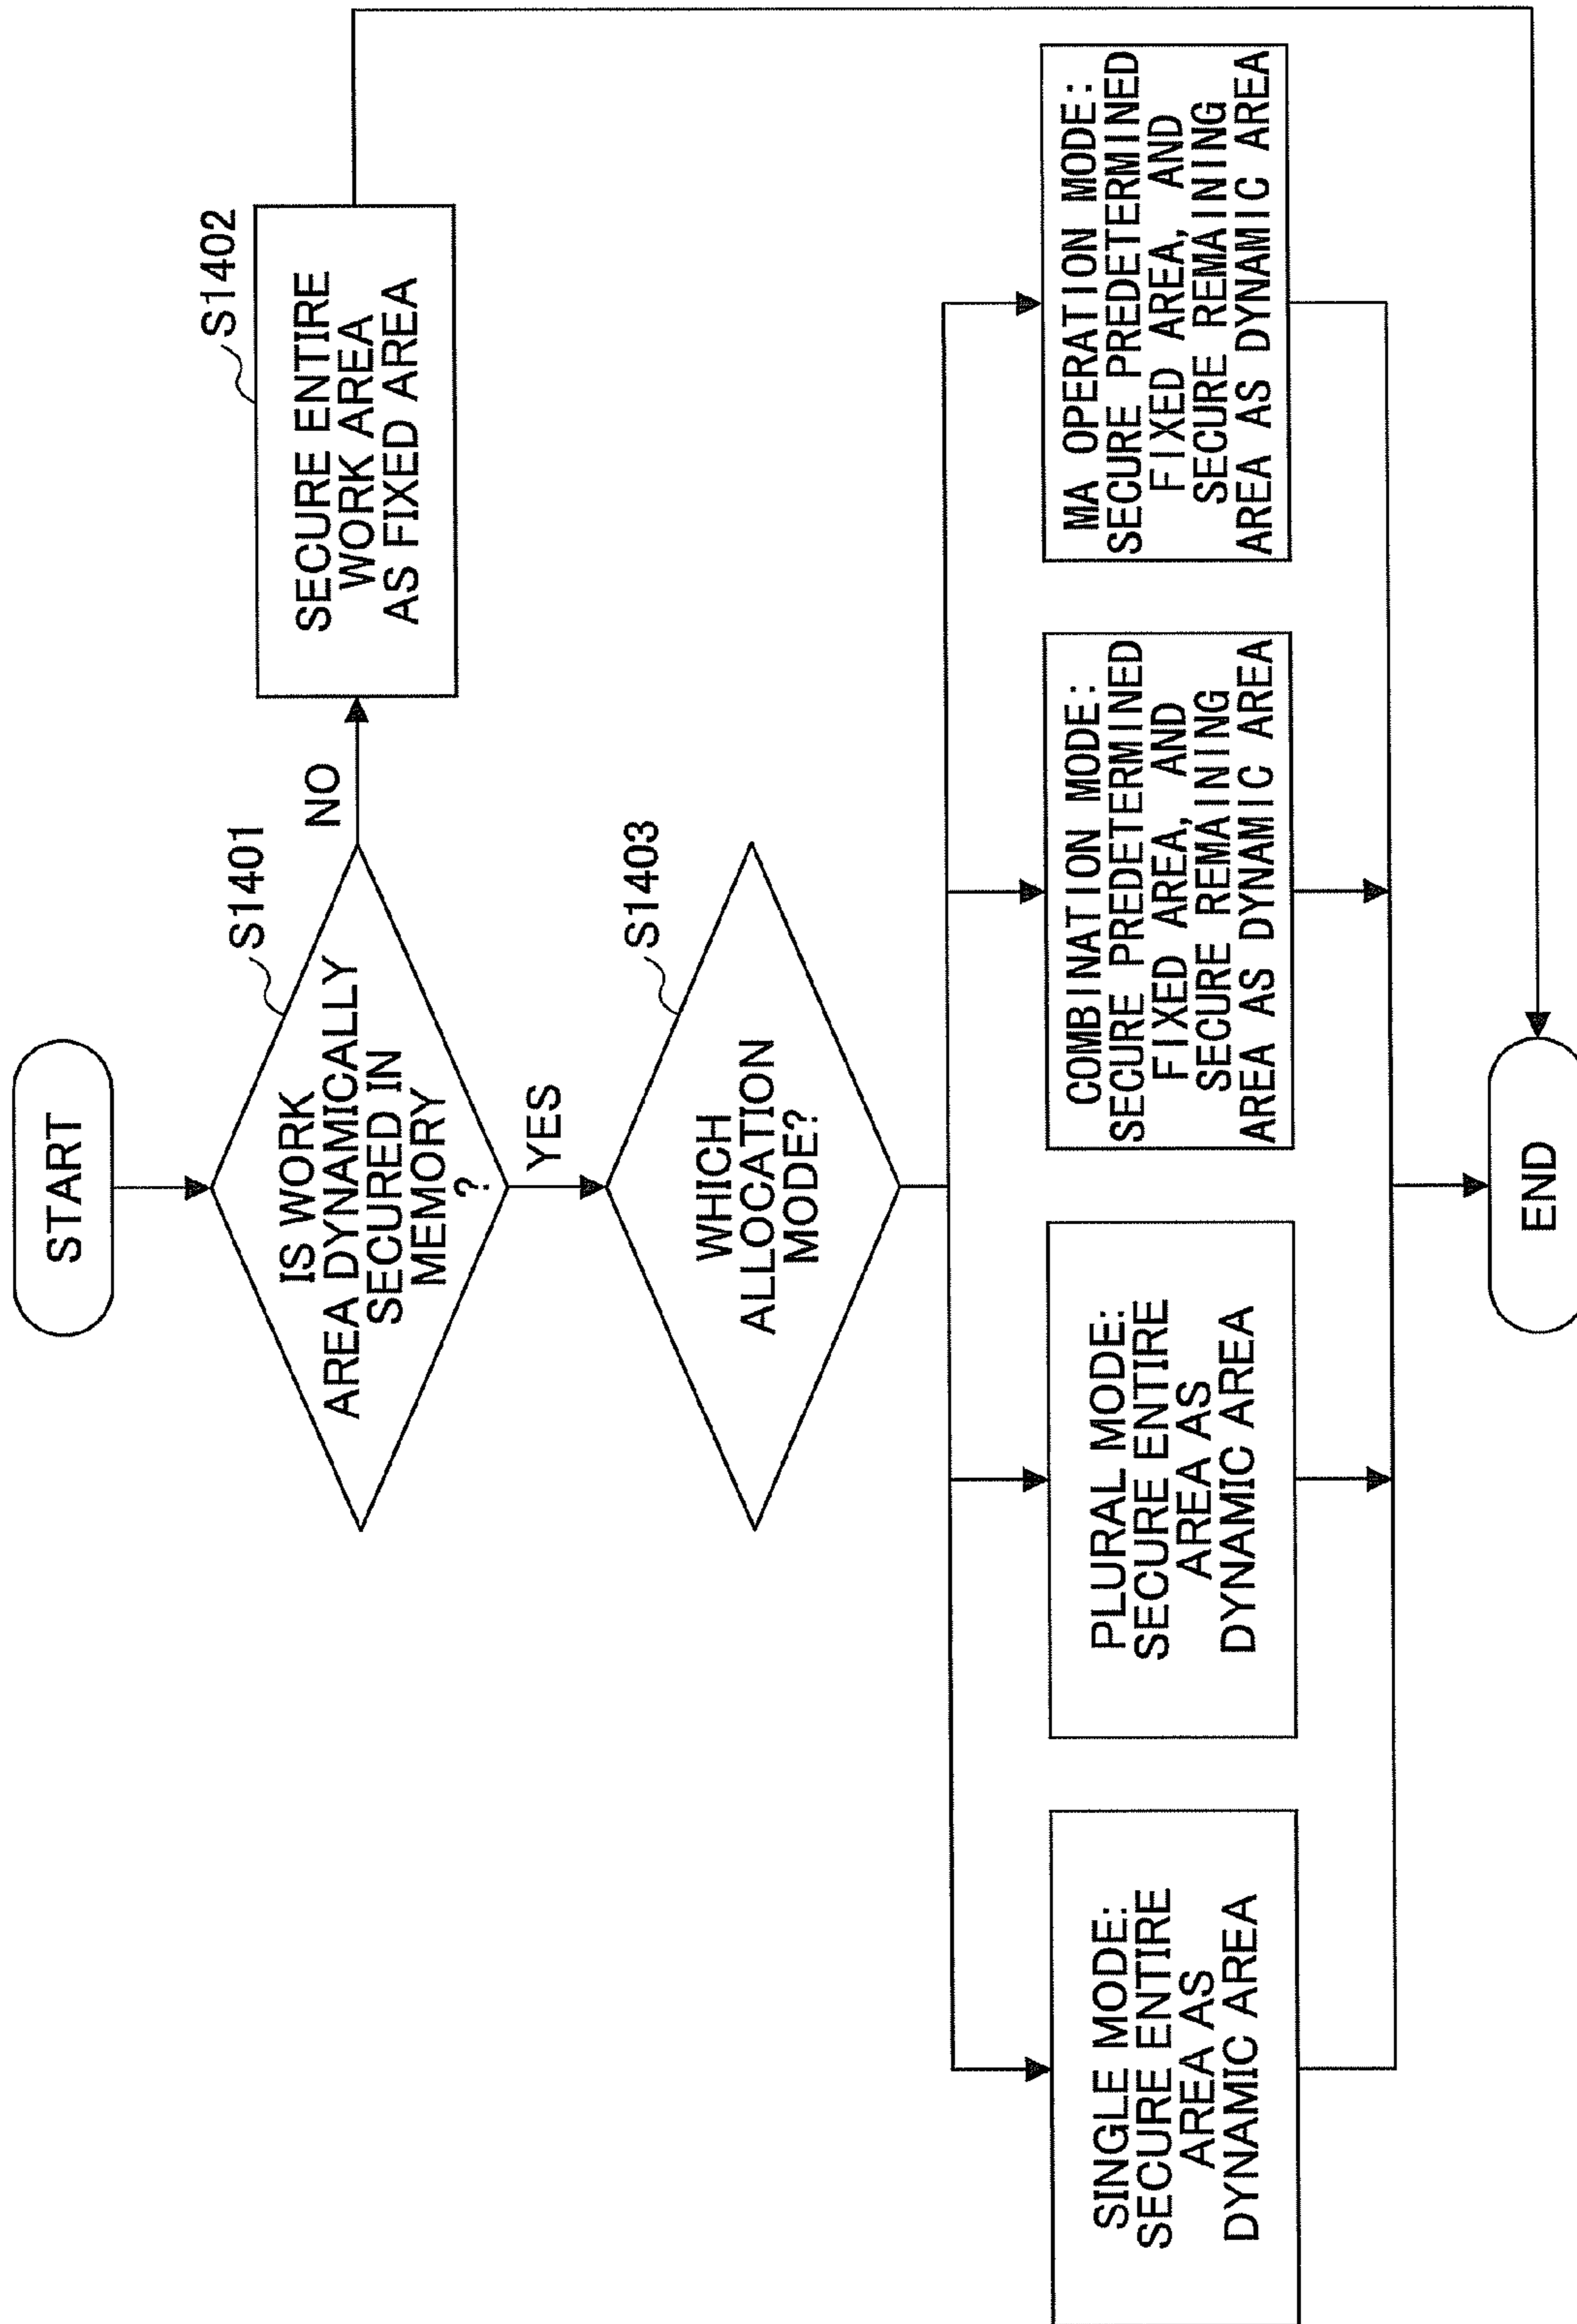 START
S1401
IS WORK
AREA DYNAMICALLY
SECURED IN
MEMORY
?
NO
S1402
SECURE ENTIRE
WORK AREA
AS FIXED AREA
YES
S1403
WHICH
ALLOCATION
MODE?
SINGLE MODE:
SECURE ENTIRE
AREA AS
DYNAMIC AREA
PLURAL MODE:
SECURE ENTIRE
AREA AS
DYNAMIC AREA
COMBINATION MODE:
SECURE PREDETERMINED
FIXED AREA, AND
SECURE REMAINING
AREA AS DYNAMIC AREA
MA OPERATION MODE:
SECURE PREDETERMINED
FIXED AREA, AND
SECURE REMAINING
AREA AS DYNAMIC AREA
END